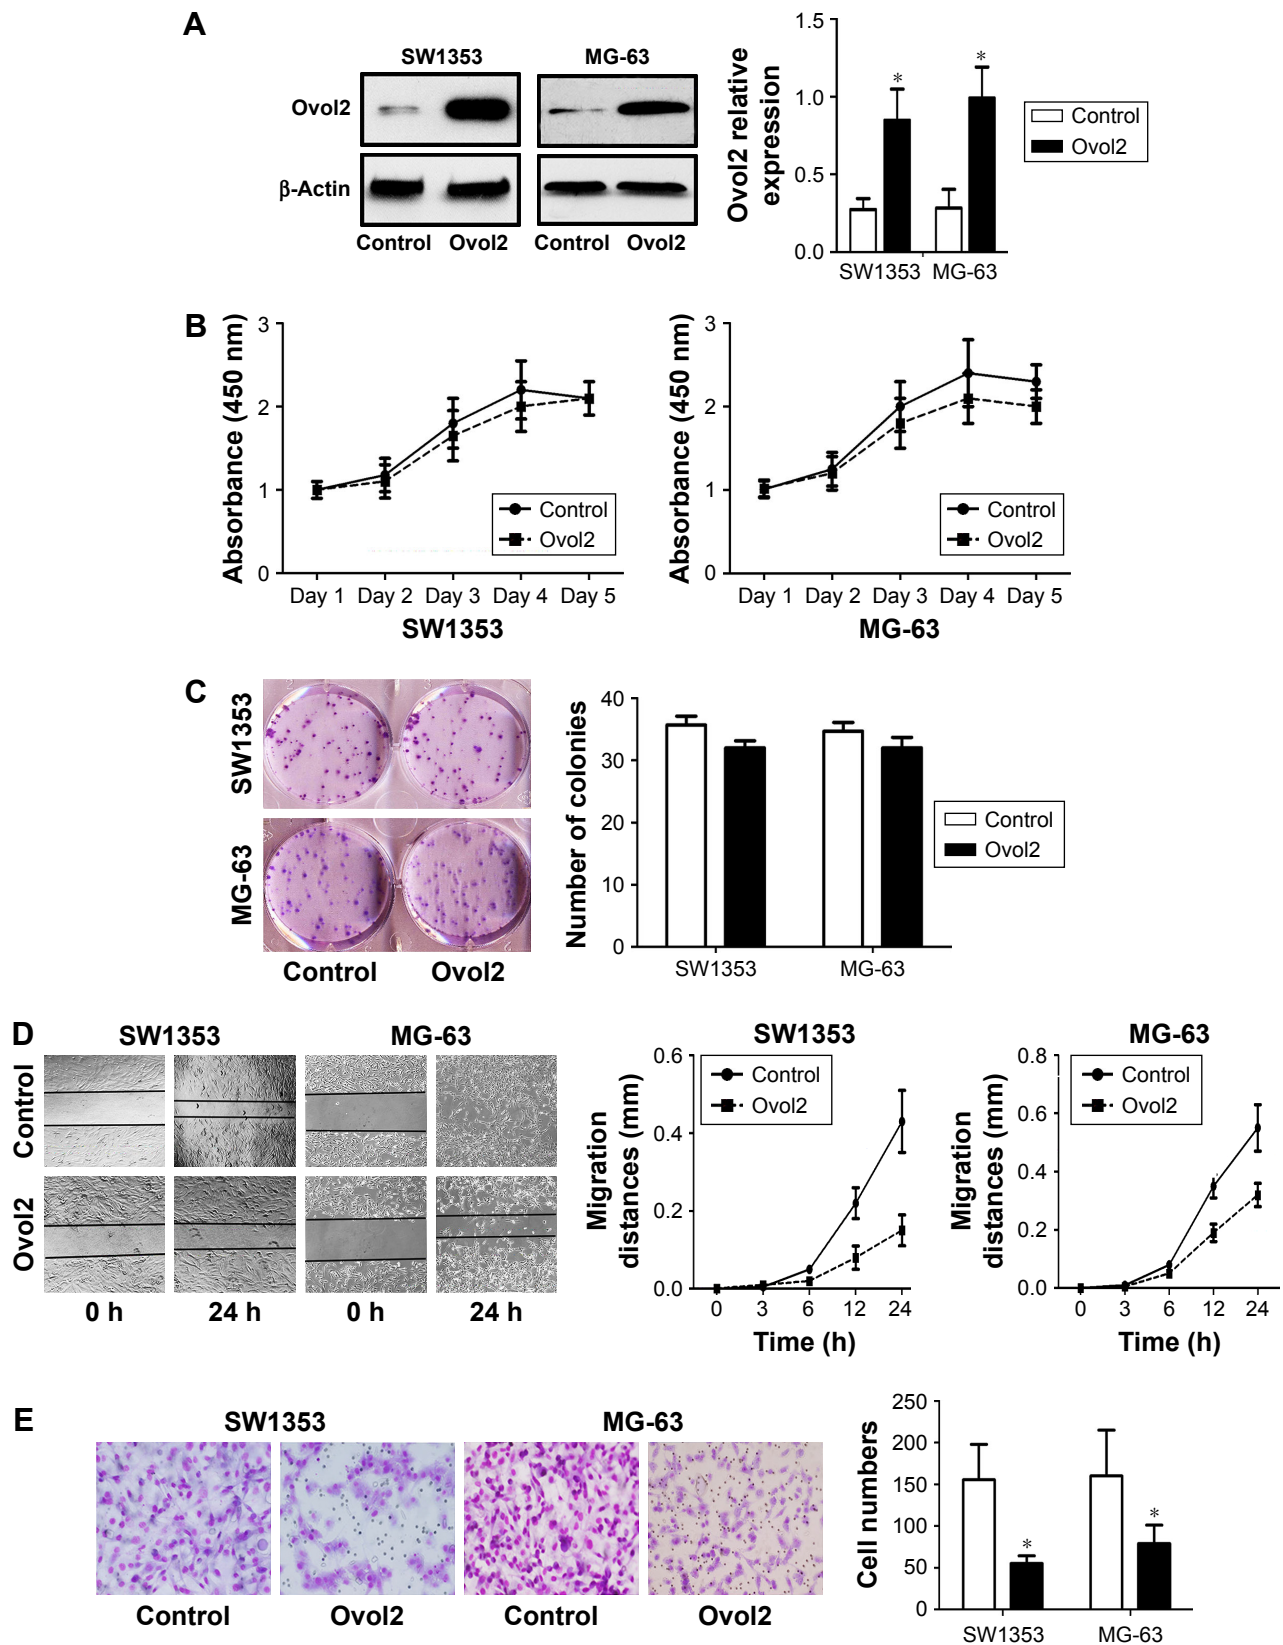 A
SW1353
MG-63
Ovol2
β-Actin
Control
Ovol2
Control
Ovol2
Ovol2 relative
expression
1.5
1.0
0.5
0.0
*
*
SW1353
MG-63
Control
Ovol2
B
Absorbance (450 nm)
3
2
1
0
Day 1
Day 2
Day 3
Day 4
Day 5
SW1353
Control
Ovol2
Absorbance (450 nm)
3
2
1
0
Day 1
Day 2
Day 3
Day 4
Day 5
MG-63
Control
Ovol2
C
SW1353
MG-63
Control
Ovol2
Number of colonies
40
30
20
10
0
SW1353
MG-63
Control
Ovol2
D
SW1353
MG-63
Control
Ovol2
0 h
24 h
0 h
24 h
SW1353
Migration
distances (mm)
0.6
0.4
0.2
0.0
0
3
6
12
24
Time (h)
Control
Ovol2
MG-63
Migration
distances (mm)
0.8
0.6
0.4
0.2
0.0
0
3
6
12
24
Time (h)
Control
Ovol2
E
SW1353
MG-63
Control
Ovol2
Control
Ovol2
Cell numbers
250
200
150
100
50
0
*
*
SW1353
MG-63